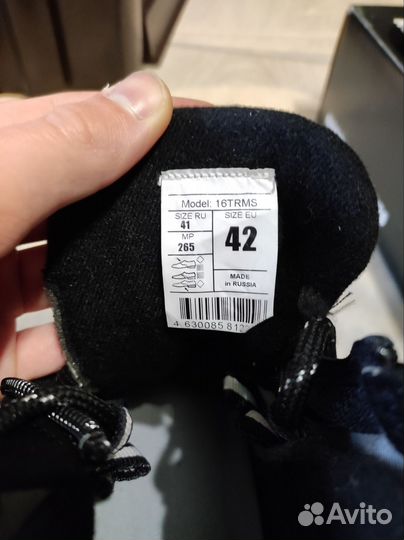 Model: 16TRMS
SIZE RU
41
MP
265
SIZE EU
42
MADE
in RUSSIA
4 630085 812
Avito